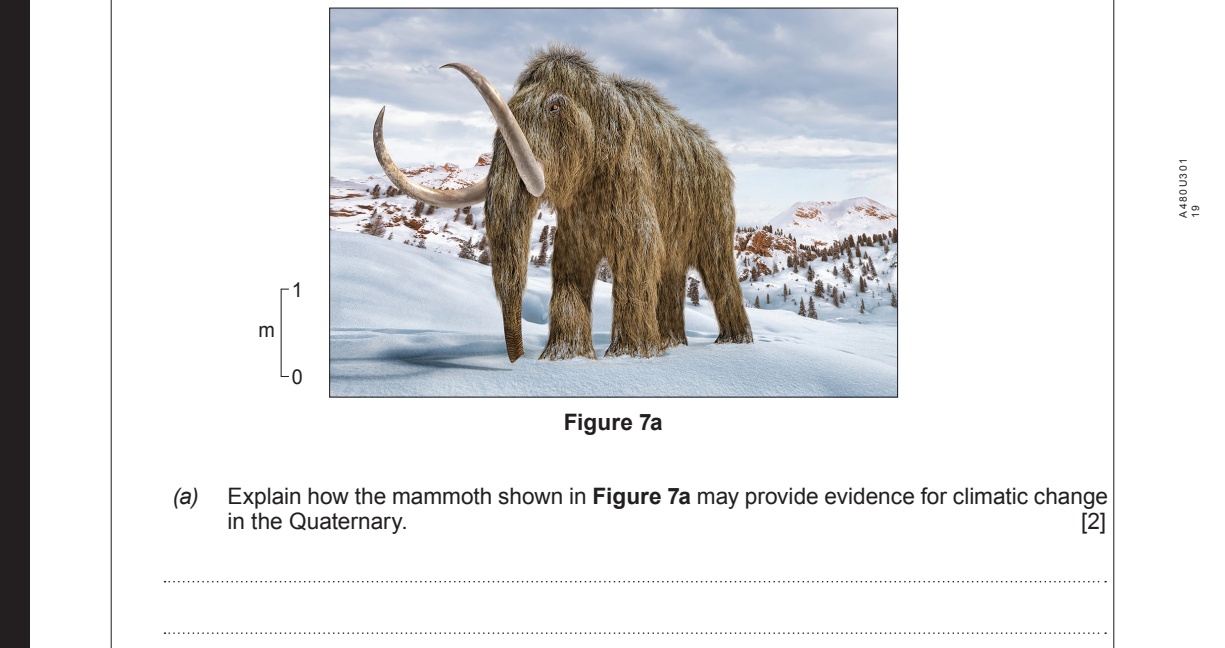 1
m
0
Figure 7a
(a) Explain how the mammoth shown in Figure 7a may provide evidence for climatic change
in the Quaternary. [2]
A480U301
19